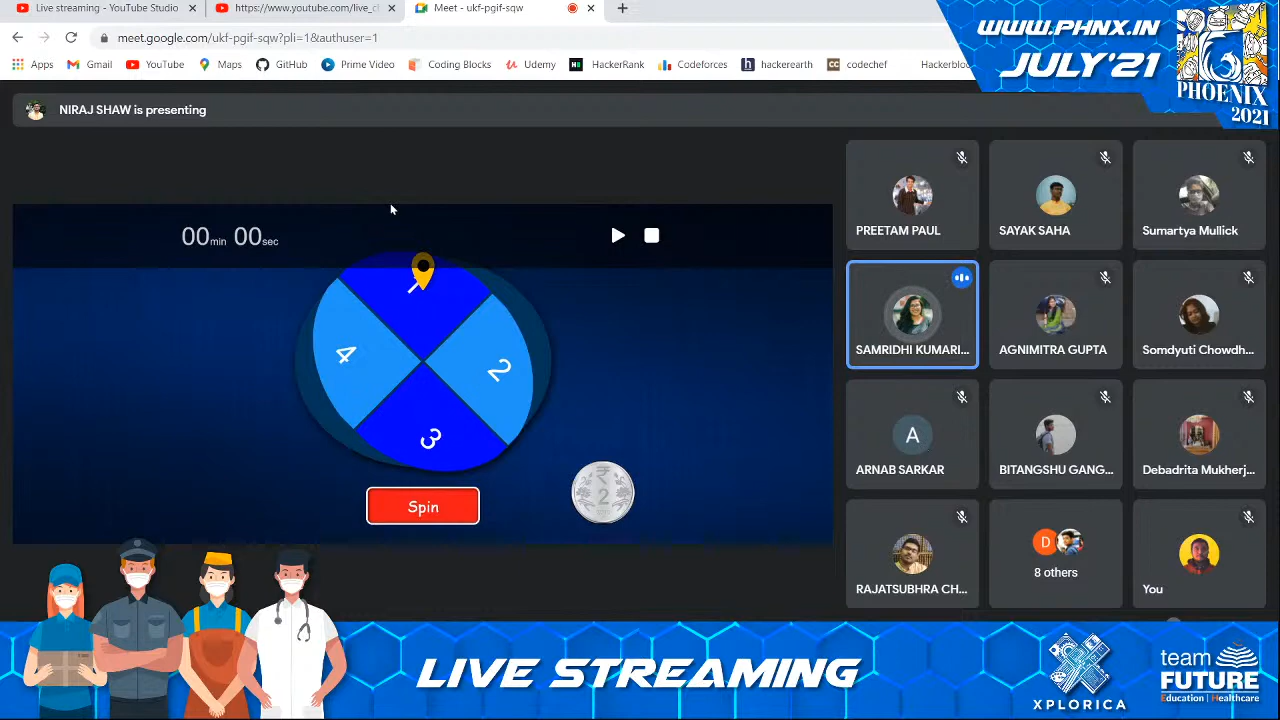 Live streaming - YouTube Studio
https://www.youtube.com/live_c
Meet - ukf-pgif-sqw
meet.google.com/ukf-pgif-sqw?pli=1&authuser=1
Apps Gmail YouTube Maps GitHub Prime Video Coding Blocks Udemy HackerRank Codeforces hackerearth codechef Hackerblo
WWW.PHNX.IN
JULY'21
PHOENIX
2021
NIRAJ SHAW is presenting
00min 00sec
4
2
3
Spin
₹
2
PREETAM PAUL
SAYAK SAHA
Sumartya Mullick
SAMRIDHI KUMARI...
AGNIMITRA GUPTA
Somdyuti Chowdh...
A
ARNAB SARKAR
BITANGSHU GANG...
Debadrita Mukherj...
RAJATSUBHRA CH...
D
8 others
You
LIVE STREAMING
XPLORICA
team
FUTURE
Education | Healthcare